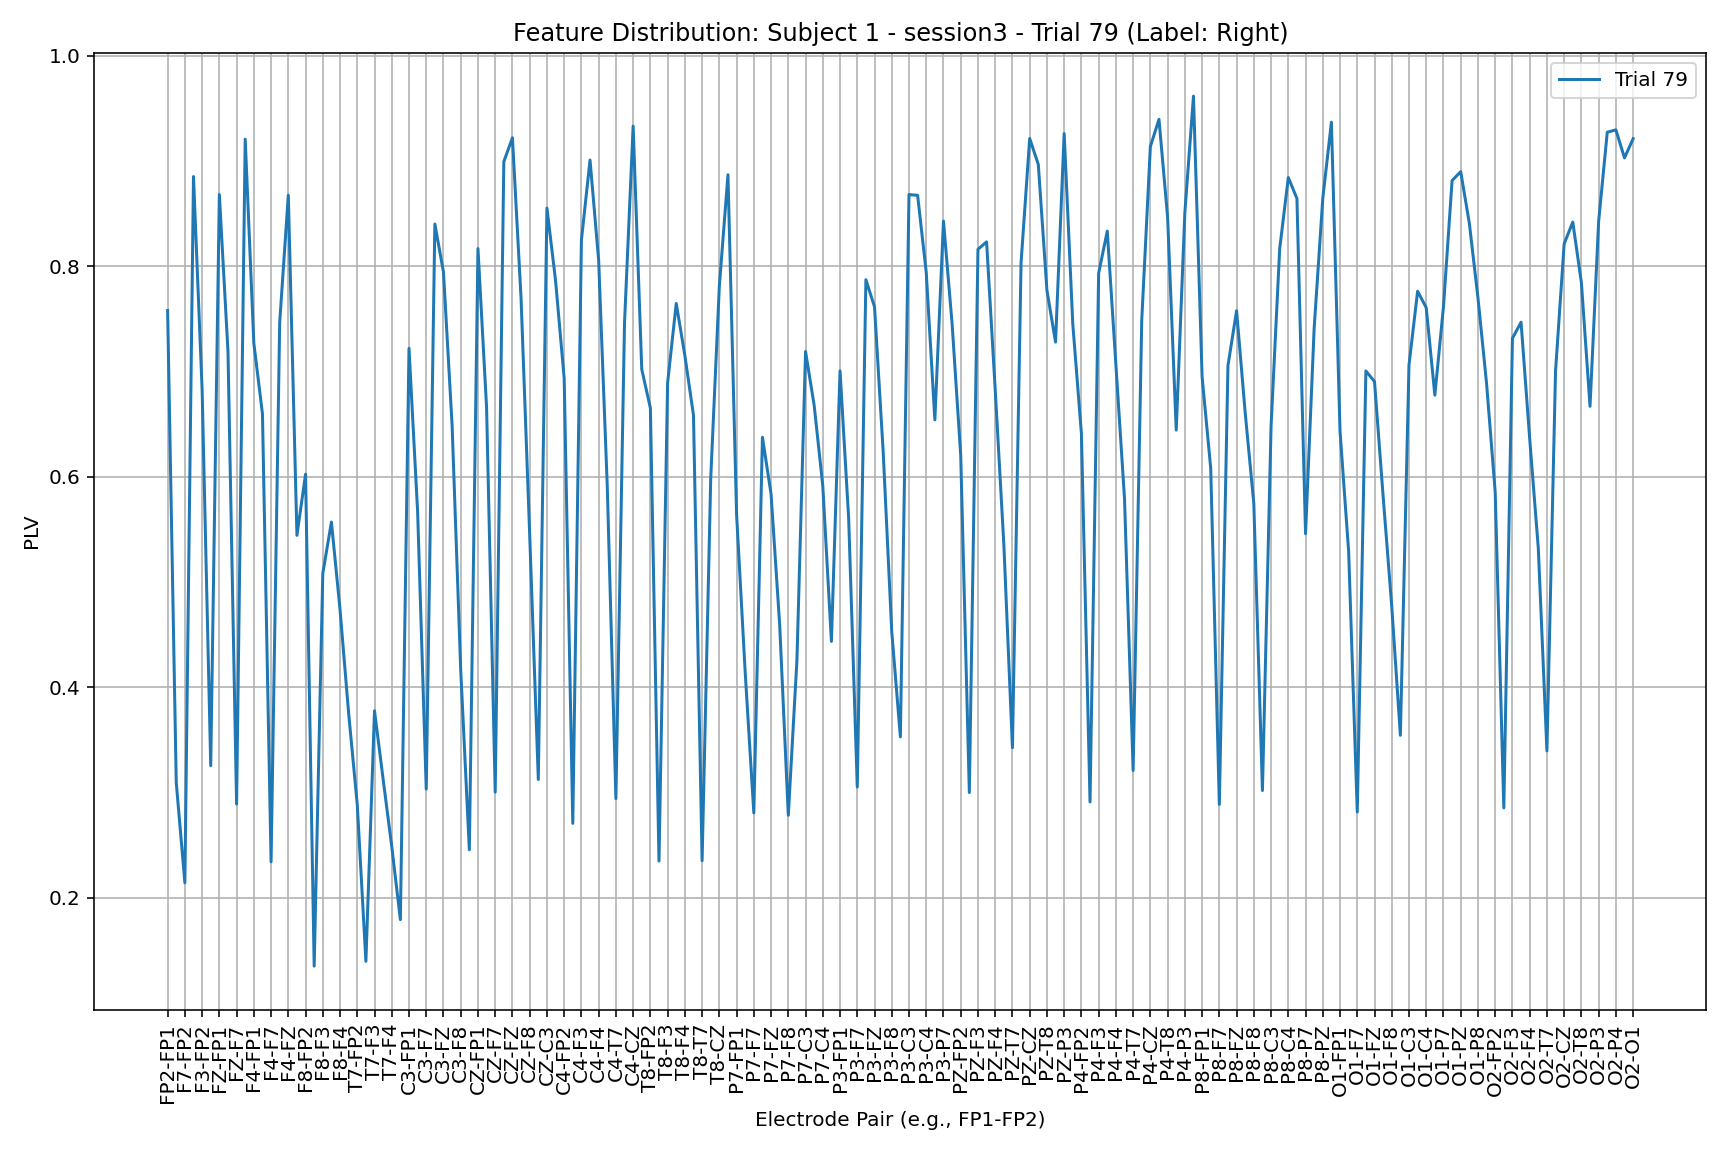 Feature Distribution: Subject 1 - session3 - Trial 79 (Label: Right)
Trial 79
1.0
0.8
0.6
0.4
0.2
PLV
FP2-FP1
F7-FP2
F3-FP2
FZ-FP1
FZ-F7
F4-FP1
F4-F7
F4-FZ
F8-FP2
F8-F3
F8-F4
T7-FP2
T7-F3
T7-F4
C3-FP1
C3-F7
C3-FZ
C3-F8
CZ-FP1
CZ-F7
CZ-FZ
CZ-F8
CZ-C3
C4-FP2
C4-F3
C4-F4
C4-T7
C4-CZ
T8-FP2
T8-F3
T8-F4
T8-T7
T8-CZ
P7-FP1
P7-F7
P7-FZ
P7-F8
P7-C3
P7-C4
P3-FP1
P3-F7
P3-FZ
P3-F8
P3-C3
P3-C4
P3-P7
PZ-FP2
PZ-F3
PZ-F4
PZ-T7
PZ-CZ
PZ-T8
PZ-P3
P4-FP2
P4-F3
P4-F4
P4-T7
P4-CZ
P4-T8
P4-P3
P8-FP1
P8-F7
P8-FZ
P8-F8
P8-C3
P8-C4
P8-P7
P8-PZ
O1-FP1
O1-F7
O1-FZ
O1-F8
O1-C3
O1-C4
O1-P7
O1-PZ
O1-P8
O2-FP2
O2-F3
O2-F4
O2-T7
O2-CZ
O2-T8
O2-P3
O2-P4
O2-O1
Electrode Pair (e.g., FP1-FP2)